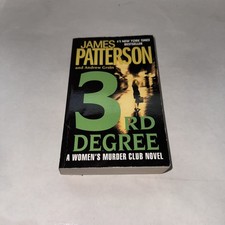 #1 NEW YORK TIMES
BESTSELLER
JAMES
PATTERSON
and Andrew Gross
3RD
DEGREE
A WOMEN'S MURDER CLUB NOVEL